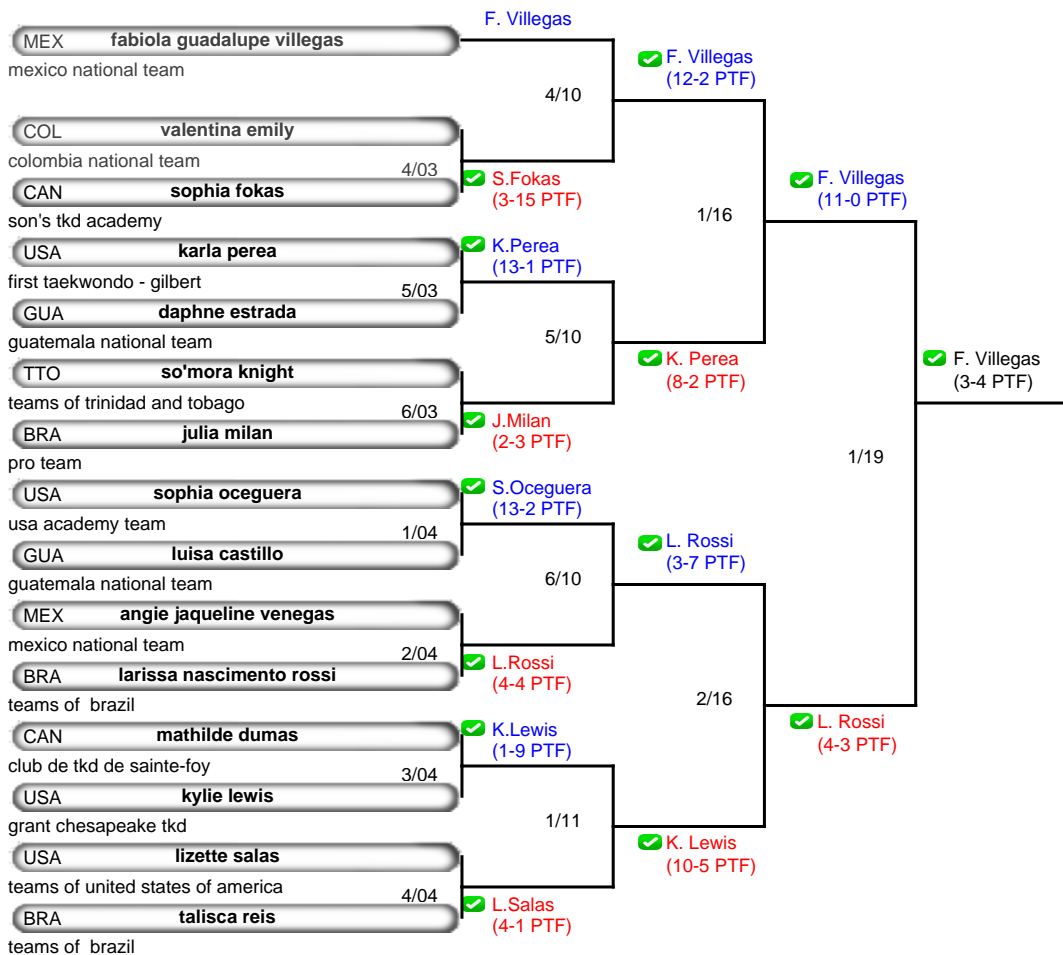 F. Villegas
MEX fabiola guadalupe villegas
mexico national team
F. Villegas
(12-2 PTF)
4/10
COL valentina emily
colombia national team
4/03
CAN sophia fokas
son's tkd academy
S.Fokas
(3-15 PTF)
F. Villegas
(11-0 PTF)
1/16
USA karla perea
first taekwondo - gilbert
K.Perea
(13-1 PTF)
5/03
GUA daphne estrada
guatemala national team
5/10
K. Perea
(8-2 PTF)
TTO so'mora knight
teams of trinidad and tobago
6/03
BRA julia milan
pro team
J.Milan
(2-3 PTF)
F. Villegas
(3-4 PTF)
1/19
USA sophia oceguera
usa academy team
S.Oceguera
(13-2 PTF)
1/04
GUA luisa castillo
guatemala national team
L. Rossi
(3-7 PTF)
6/10
MEX angie jaqueline venegas
mexico national team
2/04
BRA larissa nascimento rossi
teams of  brazil
L.Rossi
(4-4 PTF)
2/16
L. Rossi
(4-3 PTF)
CAN mathilde dumas
club de tkd de sainte-foy
K.Lewis
(1-9 PTF)
3/04
USA kylie lewis
grant chesapeake tkd
1/11
K. Lewis
(10-5 PTF)
USA lizette salas
teams of united states of america
4/04
BRA talisca reis
teams of  brazil
L.Salas
(4-1 PTF)